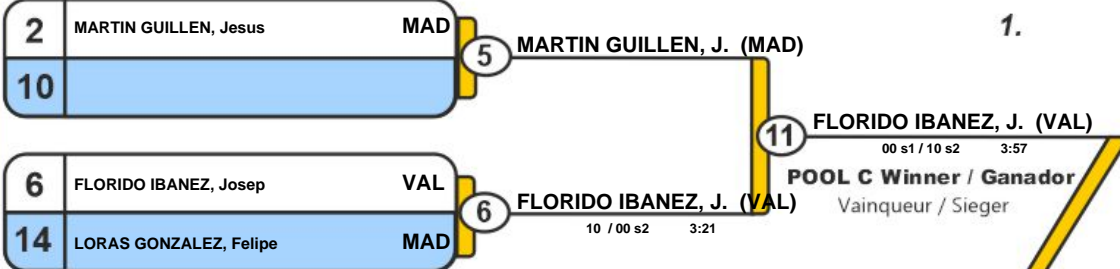 2 MARTIN GUILLEN, Jesus MAD
10
5
MARTIN GUILLEN, J. (MAD)
1.
11
FLORIDO IBANEZ, J. (VAL)
00 s1 / 10 s2 3:57
POOL C Winner / Ganador
Vainqueur / Sieger
6 FLORIDO IBANEZ, Josep VAL
14 LORAS GONZALEZ, Felipe MAD
6
FLORIDO IBANEZ, J. (VAL)
10 / 00 s2 3:21